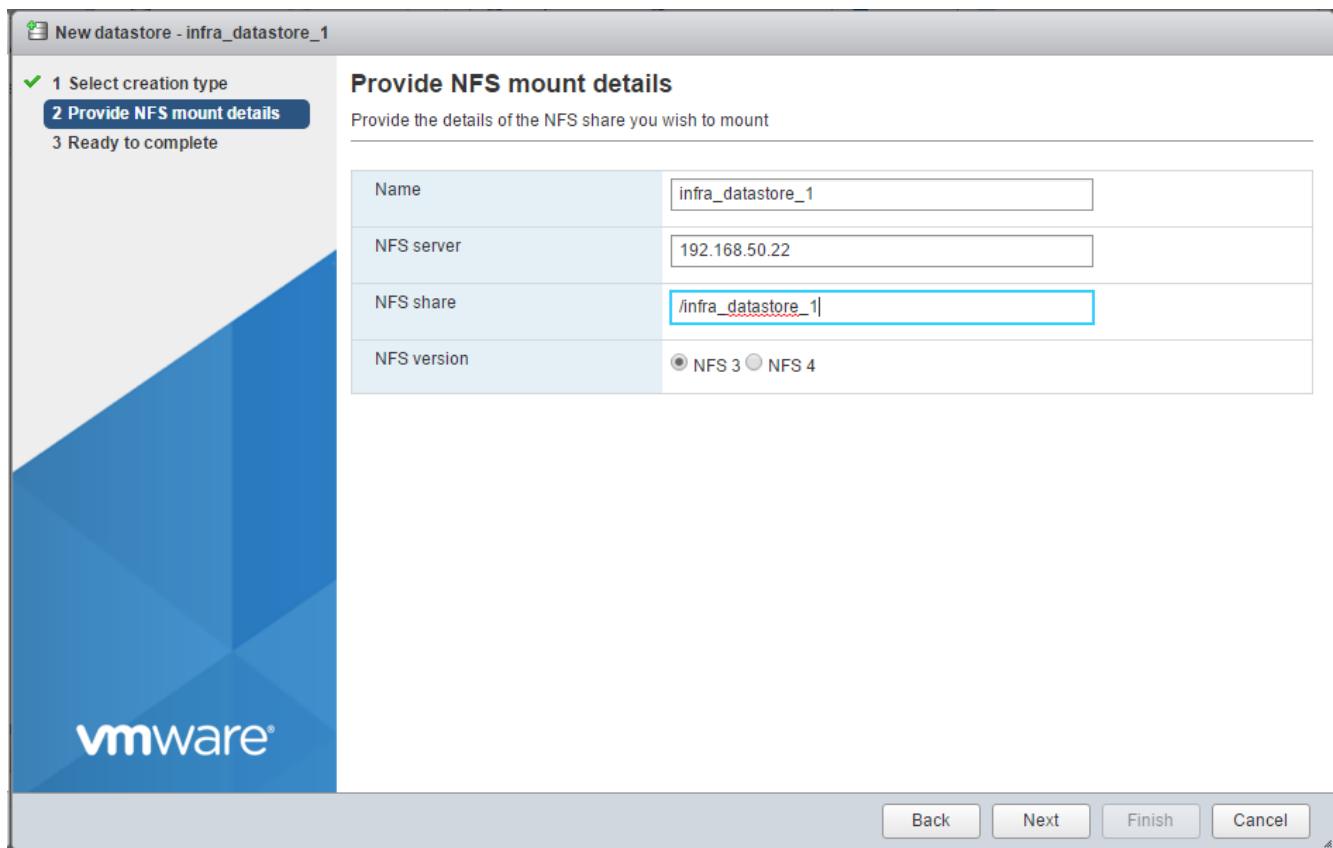 New datastore - infra_datastore_1
1 Select creation type
2 Provide NFS mount details
3 Ready to complete
Provide NFS mount details
Provide the details of the NFS share you wish to mount
Name infra_datastore_1
NFS server 192.168.50.22
NFS share /infra_datastore_1
NFS version NFS 3 NFS 4
vmware®
Back Next Finish Cancel